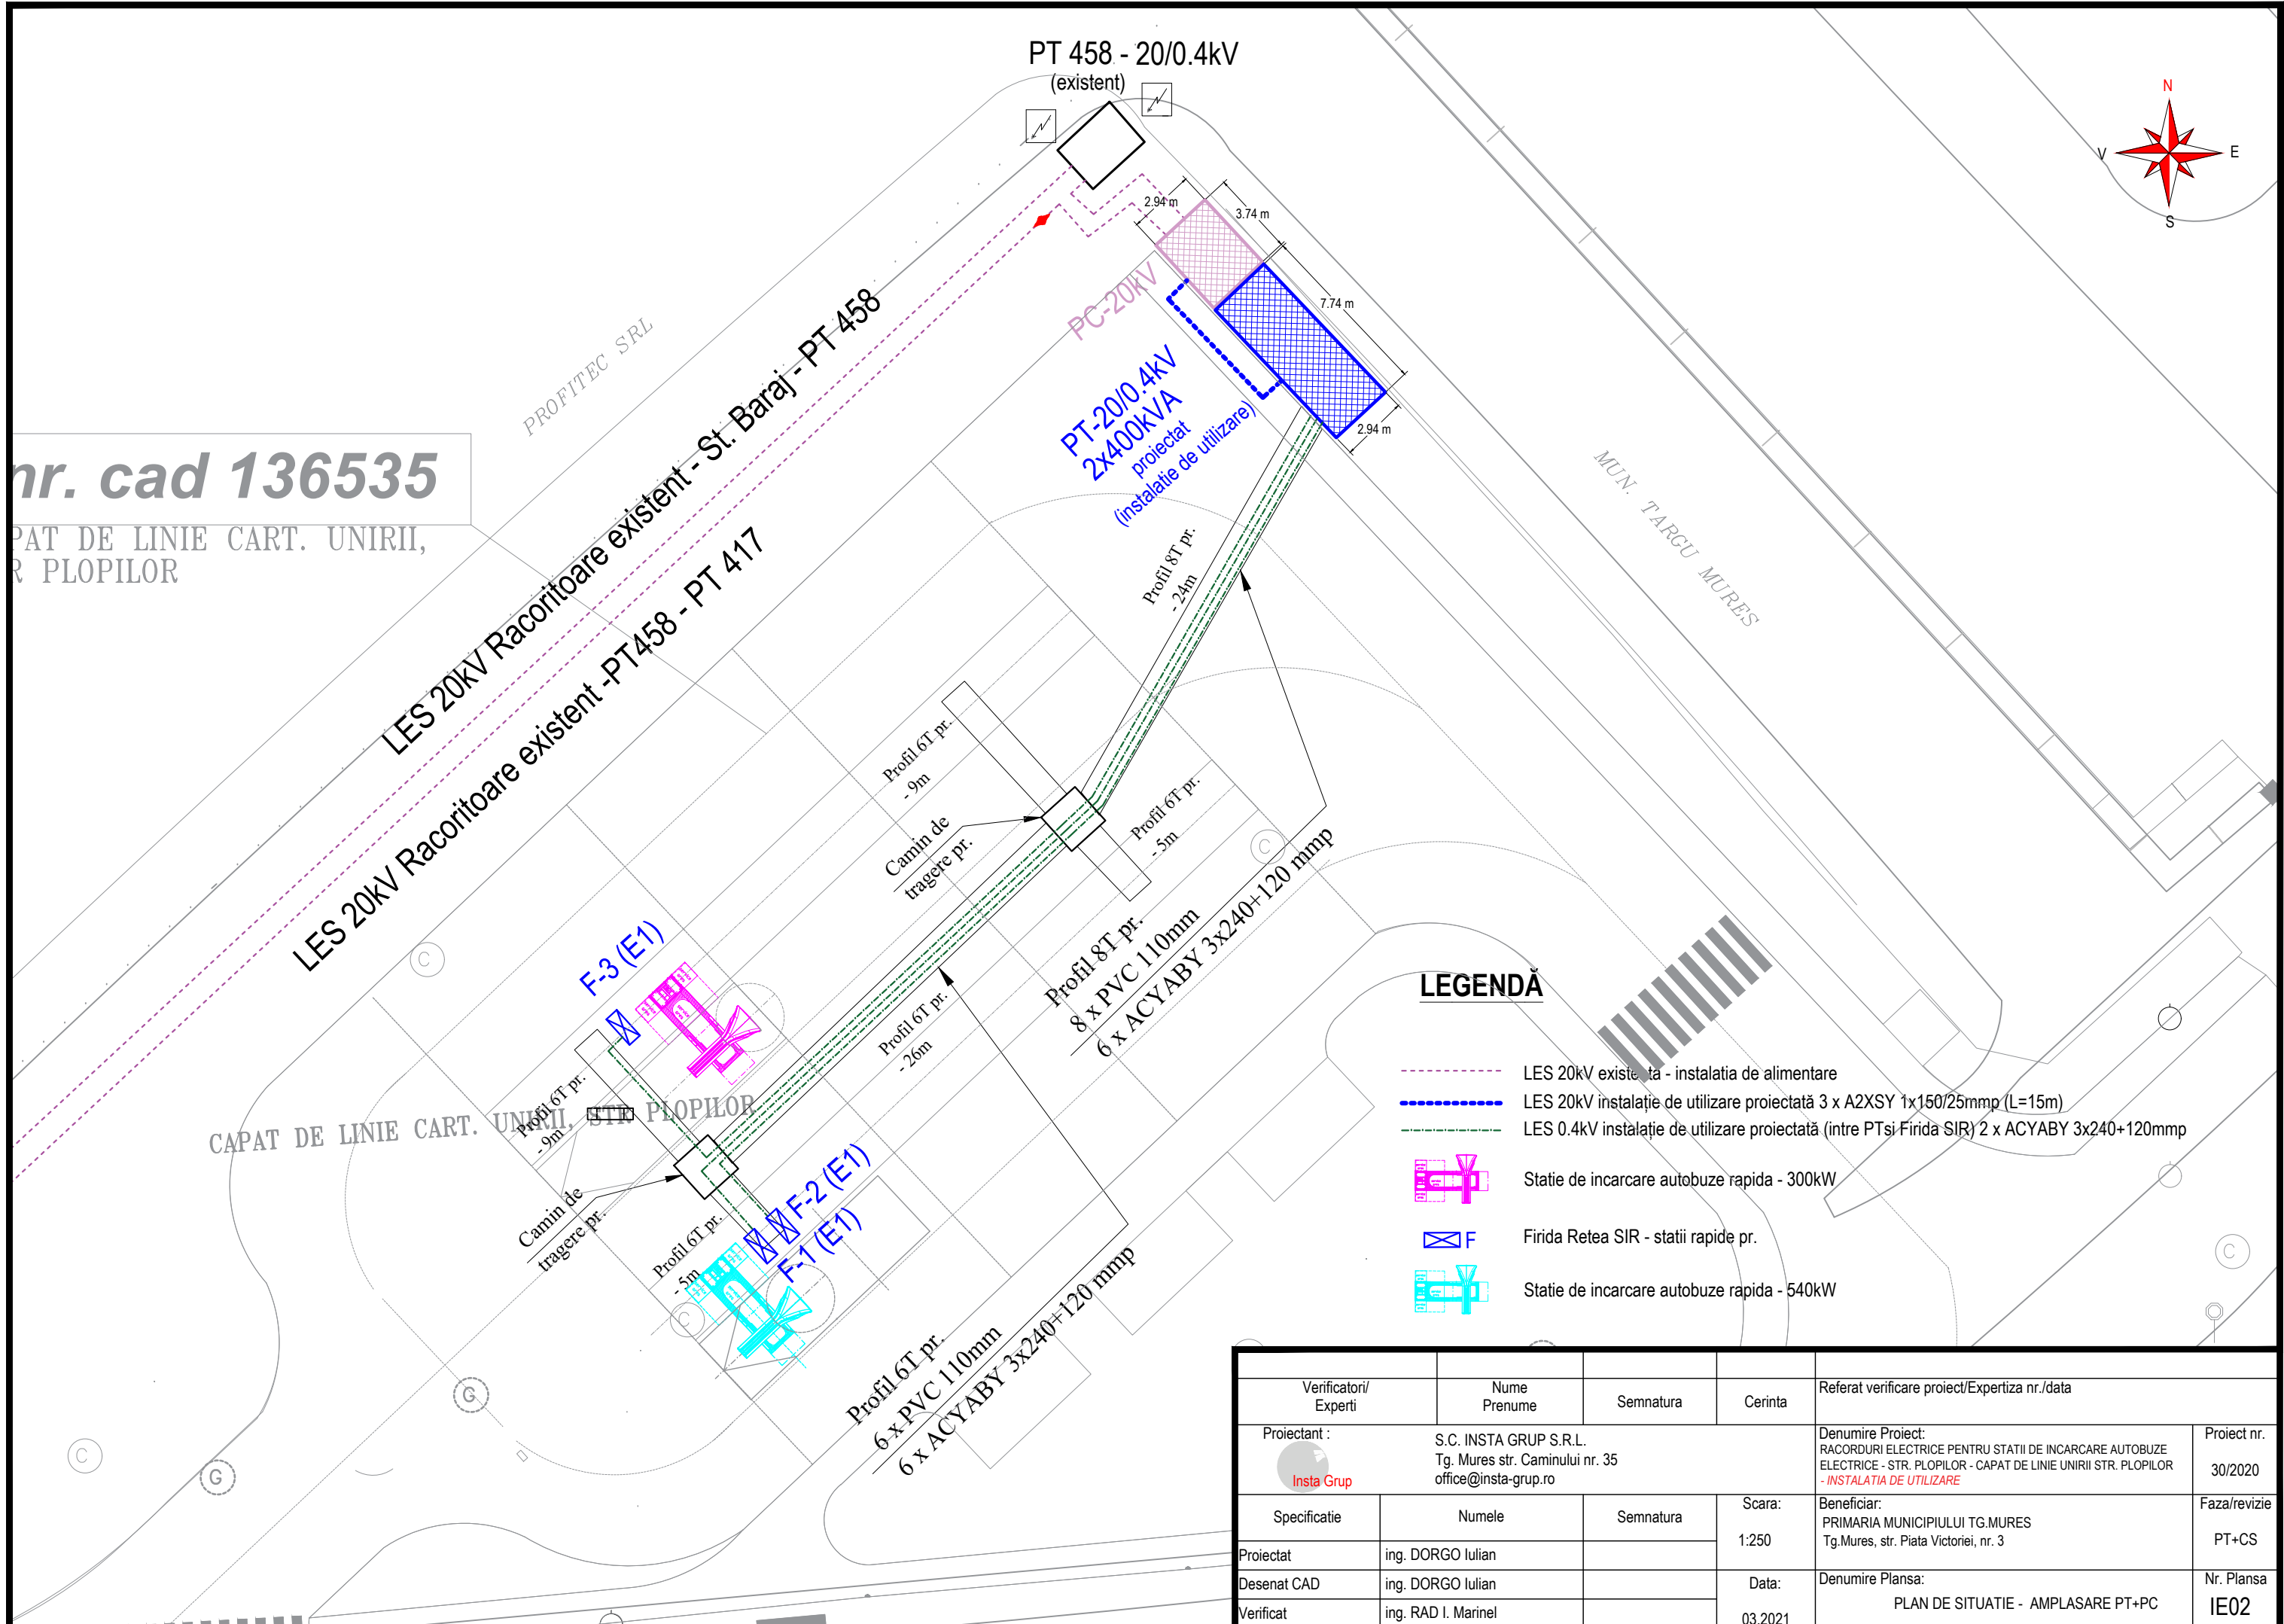 PT 458 - 20/0.4kV
(existent)
N
V
E
S
2.94 m
3.74 m
7.74 m
2.94 m
PC-20kV
PT-20/0.4kV
2x400kVA
proiectat
(instalatie de utilizare)
PROFITEC SRL
MUN. TARGU MURES
nr. cad 136535
PAT DE LINIE CART. UNIRII,
R PLOPILOR
LES 20kV Racoritoare existent - St. Baraj - PT 458
LES 20kV Racoritoare existent -PT458 - PT 417
Profil 8T pr.
- 24m
Profil 6T pr.
- 9m
Profil 6T pr.
- 5m
Camin de
tragere pr.
C
Profil 8T pr.
8 x PVC 110mm
6 x ACYABY 3x240+120 mmp
Profil 6T pr.
- 26m
C
F-3 (E1)
Profil 6T pr.
- 9m
CAPAT DE LINIE CART. UNIRII, STR PLOPILOR
Camin de
tragere pr.
F-2 (E1)
F-1 (E1)
Profil 6T pr.
- 5m
C
Profil 6T pr.
6 x PVC 110mm
6 x ACYABY 3x240+120 mmp
G
C
G
C
LEGENDĂ
LES 20kV existentă - instalatia de alimentare
LES 20kV instalație de utilizare proiectată 3 x A2XSY 1x150/25mmp (L=15m)
LES 0.4kV instalație de utilizare proiectată (intre PTsi Firida SIR) 2 x ACYABY 3x240+120mmp
Statie de incarcare autobuze rapida - 300kW
F
Firida Retea SIR - statii rapide pr.
Statie de incarcare autobuze rapida - 540kW
Verificatori/
Experti
Nume
Prenume
Semnatura
Cerinta
Referat verificare proiect/Expertiza nr./data
Proiectant :
Insta Grup
S.C. INSTA GRUP S.R.L.
Tg. Mures str. Caminului nr. 35
office@insta-grup.ro
Denumire Proiect:
RACORDURI ELECTRICE PENTRU STATII DE INCARCARE AUTOBUZE
ELECTRICE - STR. PLOPILOR - CAPAT DE LINIE UNIRII STR. PLOPILOR
- INSTALATIA DE UTILIZARE
Proiect nr.
30/2020
Specificatie
Numele
Semnatura
Scara:
1:250
Beneficiar:
PRIMARIA MUNICIPIULUI TG.MURES
Tg.Mures, str. Piata Victoriei, nr. 3
Faza/revizie
PT+CS
Proiectat
ing. DORGO Iulian
Desenat CAD
ing. DORGO Iulian
Data:
03.2021
Denumire Plansa:
PLAN DE SITUATIE - AMPLASARE PT+PC
Nr. Plansa
IE02
Verificat
ing. RAD I. Marinel